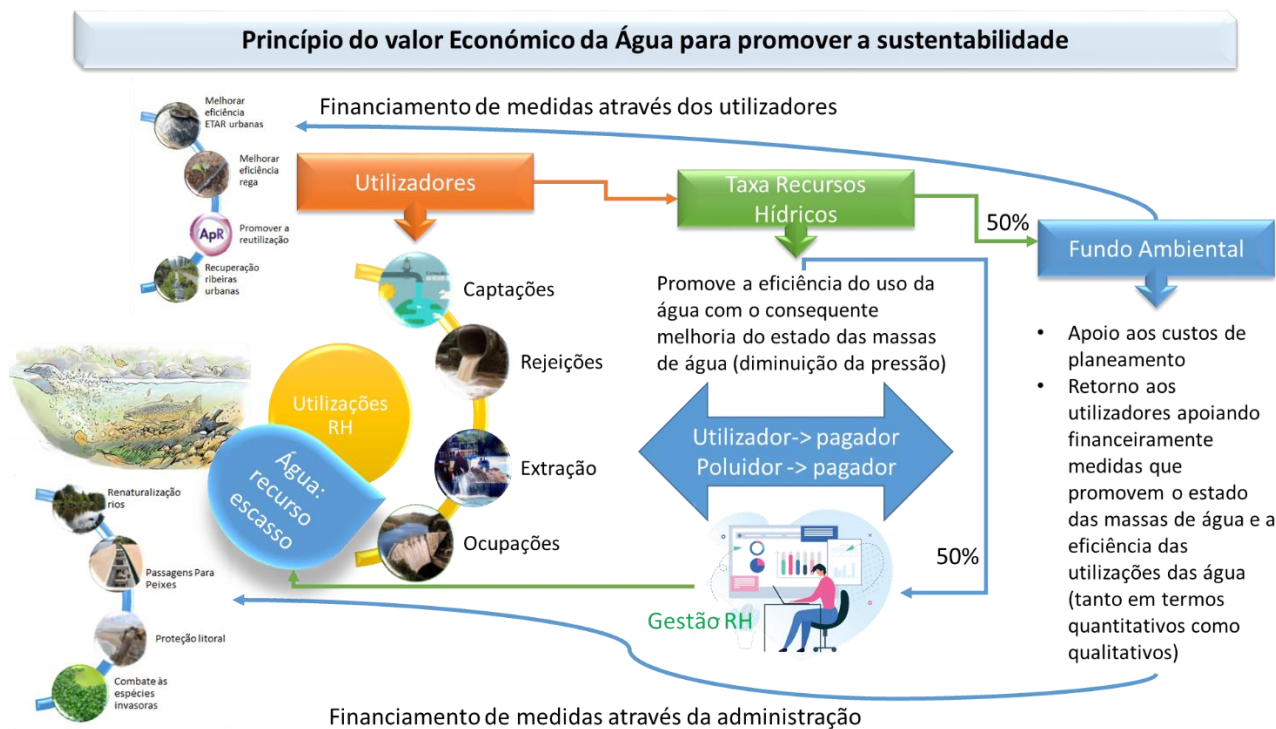 Princípio do valor Económico da Água para promover a sustentabilidade
Financiamento de medidas através dos utilizadores
Melhorar
eficiência
ETAR urbanas
Melhorar
eficiência
rega
ApR
Promover a
reutilização
Recuperação
ribeiras
urbanas
Utilizadores
Taxa Recursos
Hídricos
50%
Fundo Ambiental
Captações
Rejeições
Extração
Ocupações
Utilizações
RH
Água:
recurso
escasso
Promove a eficiência do uso da
água com o consequente
melhoria do estado das massas
de água (diminuição da pressão)
Utilizador-> pagador
Poluidor -> pagador
50%
Gestão RH
• Apoio aos custos de
planeamento
• Retorno aos
utilizadores apoiando
financeiramente
medidas que
promovem o estado
das massas de água e a
eficiência das
utilizações das água
(tanto em termos
quantitativos como
qualitativos)
Renaturalização
rios
Passagens Para
Peixes
Proteção litoral
Combate às
espécies
invasoras
Financiamento de medidas através da administração